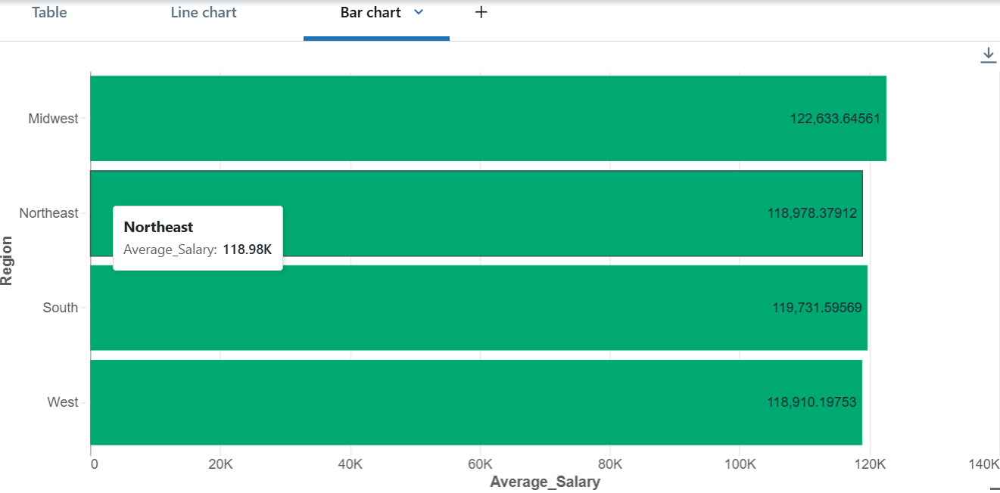 Table Line chart Bar chart +
Midwest 122,633.64561
Northeast 118,978.37912
Northeast
Average_Salary: 118.98K
Region
South 119,731.59569
West 118,910.19753
0 20K 40K 60K 80K 100K 120K 140K
Average_Salary